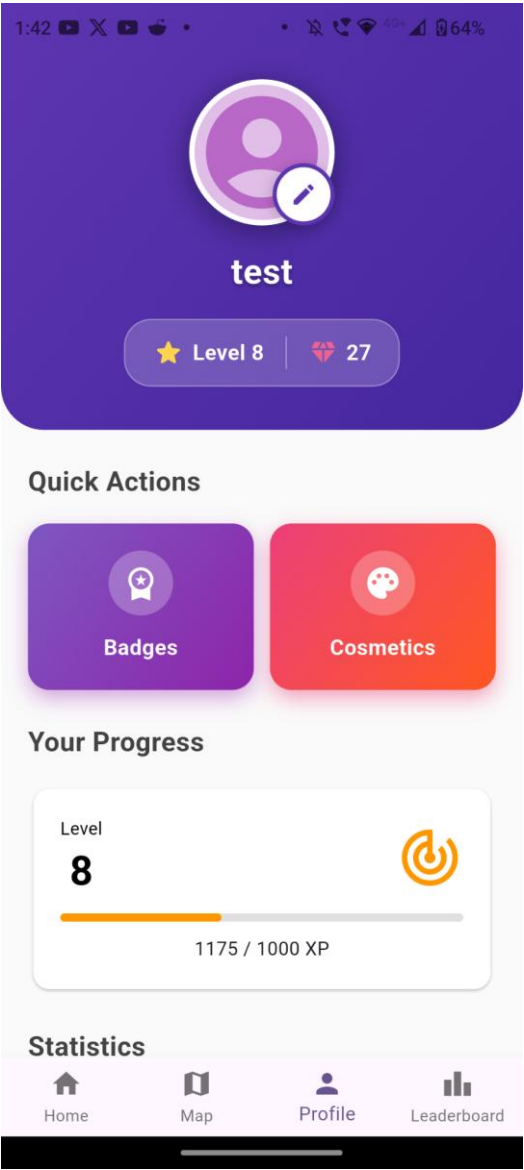 1:42 4G+ 64%
test
Level 8 27
Quick Actions
Badges Cosmetics
Your Progress
Level
8
1175 / 1000 XP
Statistics
Home Map Profile Leaderboard